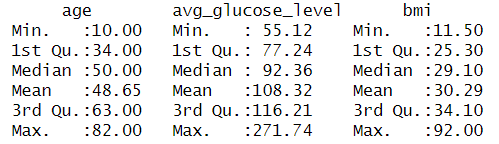 age avg_glucose_level bmi
Min. :10.00 Min. : 55.12 Min. :11.50
1st Qu.:34.00 1st Qu.: 77.24 1st Qu.:25.30
Median :50.00 Median : 92.36 Median :29.10
Mean :48.65 Mean :108.32 Mean :30.29
3rd Qu.:63.00 3rd Qu.:116.21 3rd Qu.:34.10
Max. :82.00 Max. :271.74 Max. :92.00